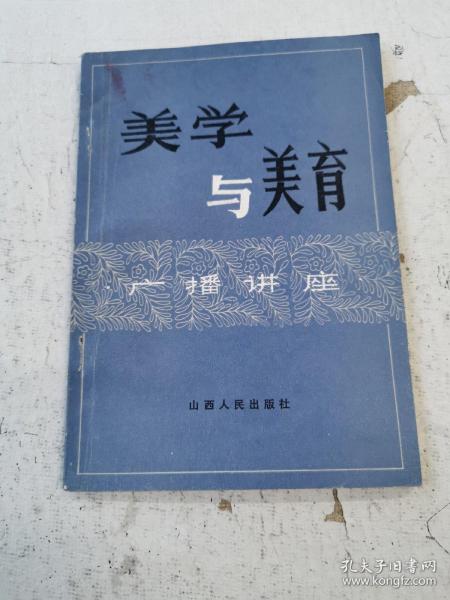 美学
与美育
广播讲座
山西人民出版社
孔夫子旧书网
www.kongfz.com